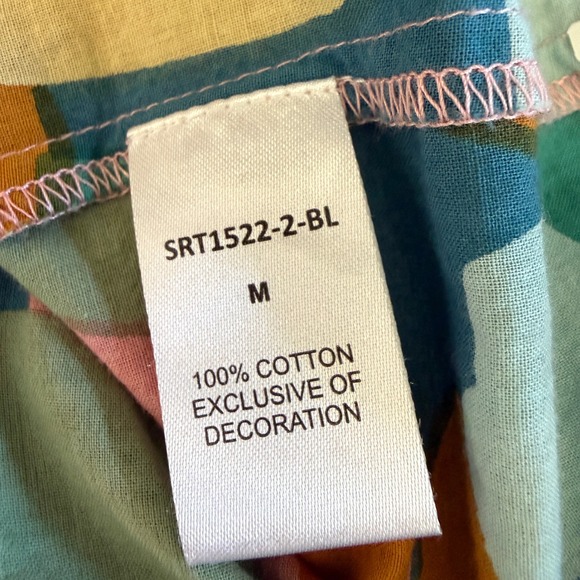 SRT1522-2-BL
M
100% COTTON
EXCLUSIVE OF
DECORATION